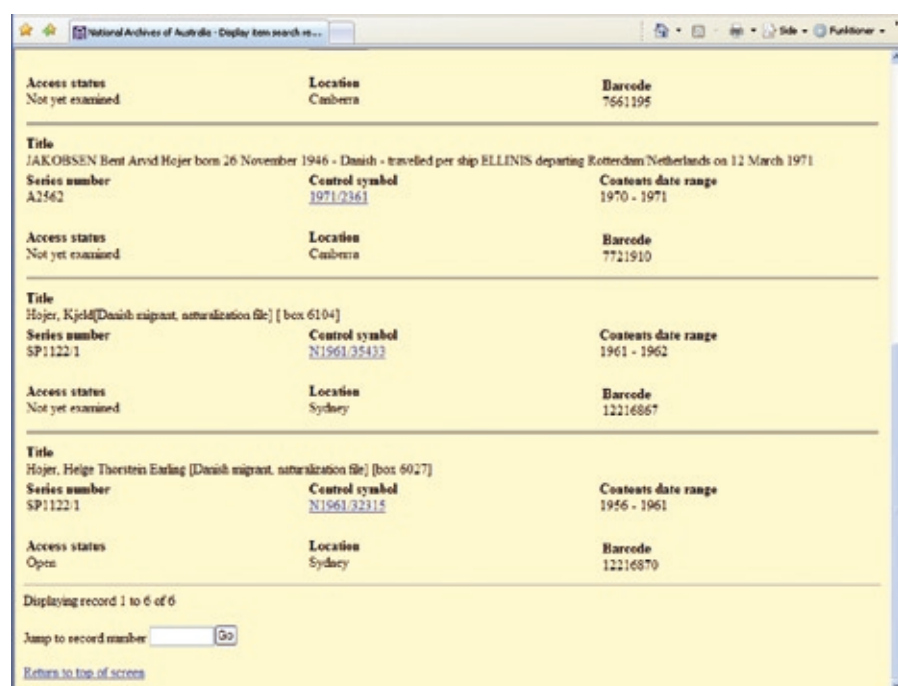 National Archives of Australia - Display item search re...
Side Funktioner
Access status Location Barcode
Not yet examined Canberra 7661195
Title
JAKOBSEN Bent Arvid Hojer born 26 November 1946 - Danish - travelled per ship ELLINIS departing Rotterdam/Netherlands on 12 March 1971
Series number Control symbol Contents date range
A2562 1971/2361 1970 - 1971
Access status Location Barcode
Not yet examined Canberra 7721910
Title
Hojer, Kjeld[Danish migrant, naturalization file] [ box 6104]
Series number Control symbol Contents date range
SP1122/1 N1961/35433 1961 - 1962
Access status Location Barcode
Not yet examined Sydney 12216867
Title
Hojer, Helge Thorstein Earling [Danish migrant, naturalization file] [box 6027]
Series number Control symbol Contents date range
SP1122/1 N1961/32315 1956 - 1961
Access status Location Barcode
Open Sydney 12216870
Displaying record 1 to 6 of 6
Jump to record number Go
Return to top of screen